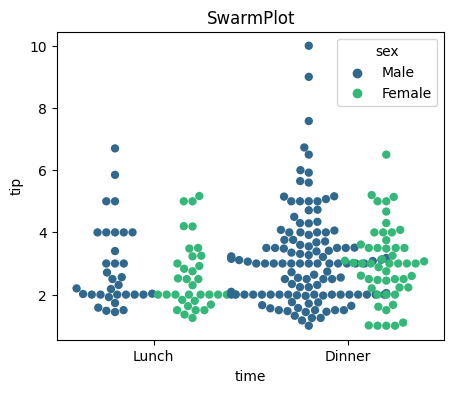 SwarmPlot
sex
Male
Female
10
8
6
4
2
tip
Lunch
Dinner
time